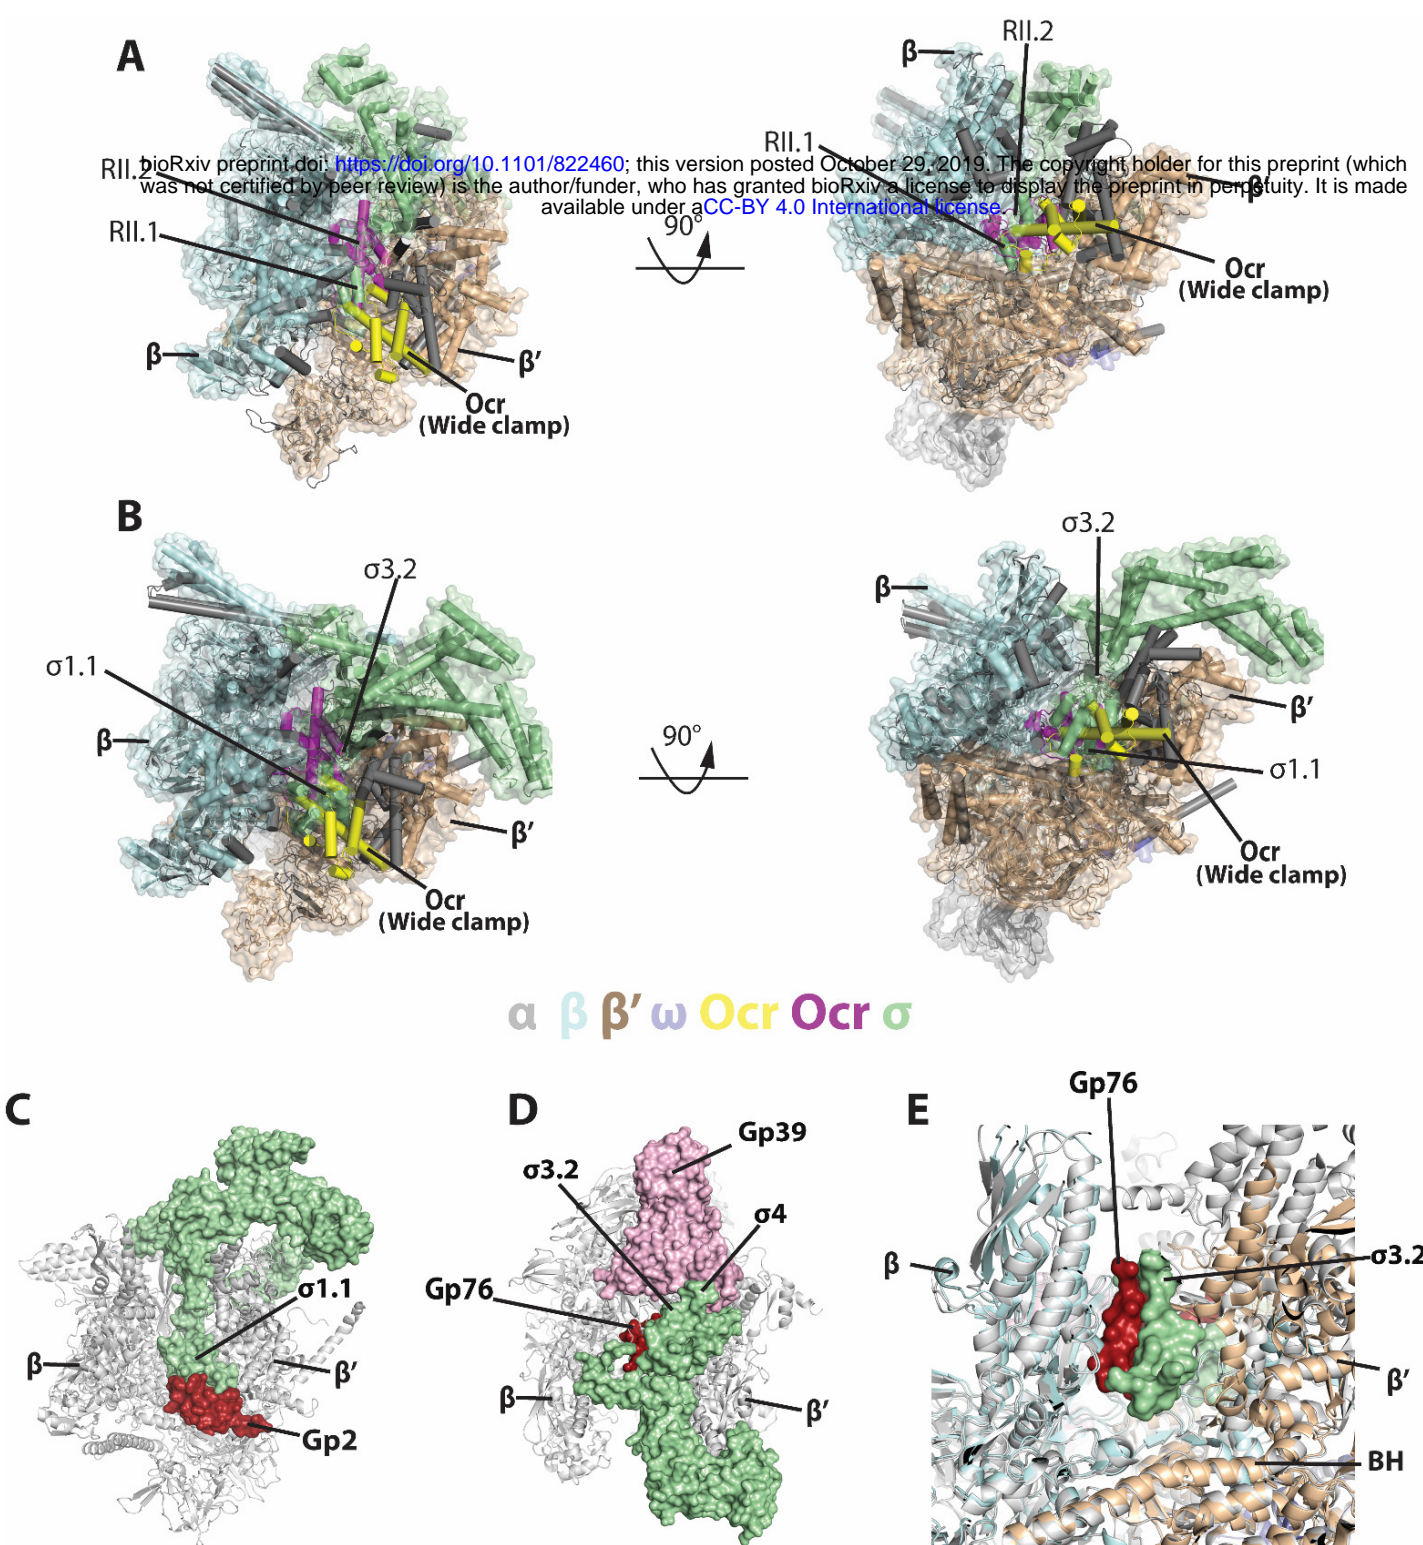 A
RII.2
β
RII.1
bioRxiv preprint doi: https://doi.org/10.1101/822460; this version posted October 29, 2019. The copyright holder for this preprint (which
was not certified by peer review) is the author/funder, who has granted bioRxiv a license to display the preprint in perpetuity. It is made
available under aCC-BY 4.0 International license.
RII.2
β'
RII.1
90°
Ocr
(Wide clamp)
β
β'
Ocr
(Wide clamp)
B
σ3.2
σ3.2
β
σ1.1
β'
β
90°
σ1.1
β'
Ocr
(Wide clamp)
Ocr
(Wide clamp)
α β β' ω Ocr Ocr σ
C
D
E
Gp76
Gp39
σ3.2
σ4
σ3.2
β
Gp76
σ1.1
β
β'
β'
β
β'
Gp2
BH